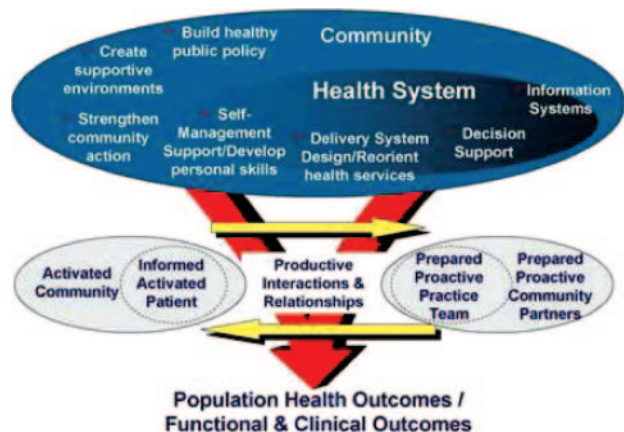 Community
Build healthy
public policy
Create
supportive
environments
Health System
Information
Systems
Strengthen
community
action
Self-
Management
Support/Develop
personal skills
Delivery System
Design/Reorient
health services
Decision
Support
Activated
Community
Informed
Activated
Patient
Productive
Interactions &
Relationships
Prepared
Proactive
Practice
Team
Prepared
Proactive
Community
Partners
Population Health Outcomes /
Functional & Clinical Outcomes